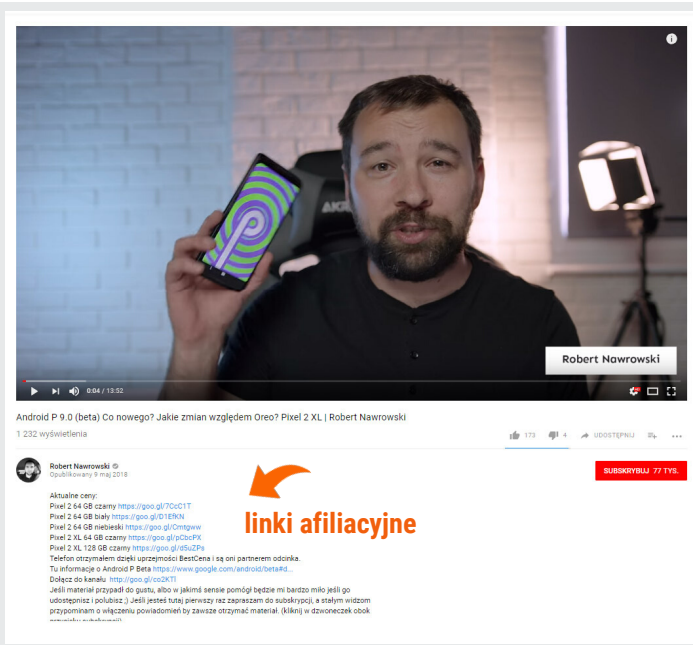 AK
Robert Nawrowski
0:04 / 13:52
Android P 9.0 (beta) Co nowego? Jakie zmian względem Oreo? Pixel 2 XL | Robert Nawrowski
1 232 wyświetlenia
173 4 UDOSTĘPNIJ
Robert Nawrowski
Opublikowany 9 maj 2018
SUBSKRYBUJ 77 TYS.
Aktualne ceny:
Pixel 2 64 GB czarny https://goo.gl/7CcC1T
Pixel 2 64 GB biały https://goo.gl/D1EfKN
Pixel 2 64 GB niebieski https://goo.gl/Cmtgww
Pixel 2 XL 64 GB czarny https://goo.gl/pCbcPX
Pixel 2 XL 128 GB czarny https://goo.gl/d5uZPs
linki afiliacyjne
Telefon otrzymałem dzięki uprzejmości BestCena i są oni partnerem odcinka.
Tu informacje o Android P Beta https://www.google.com/android/beta#d...
Dołącz do kanału http://goo.gl/co2KTl
Jeśli materiał przypadł do gustu, albo w jakimś sensie pomógł będzie mi bardzo miło jeśli go
udostępnisz i polubisz ;) Jeśli jesteś tutaj pierwszy raz zapraszam do subskrypcji, a stałym widzom
przypominam o włączeniu powiadomień by zawsze otrzymać materiał. (kliknij w dzwoneczek obok